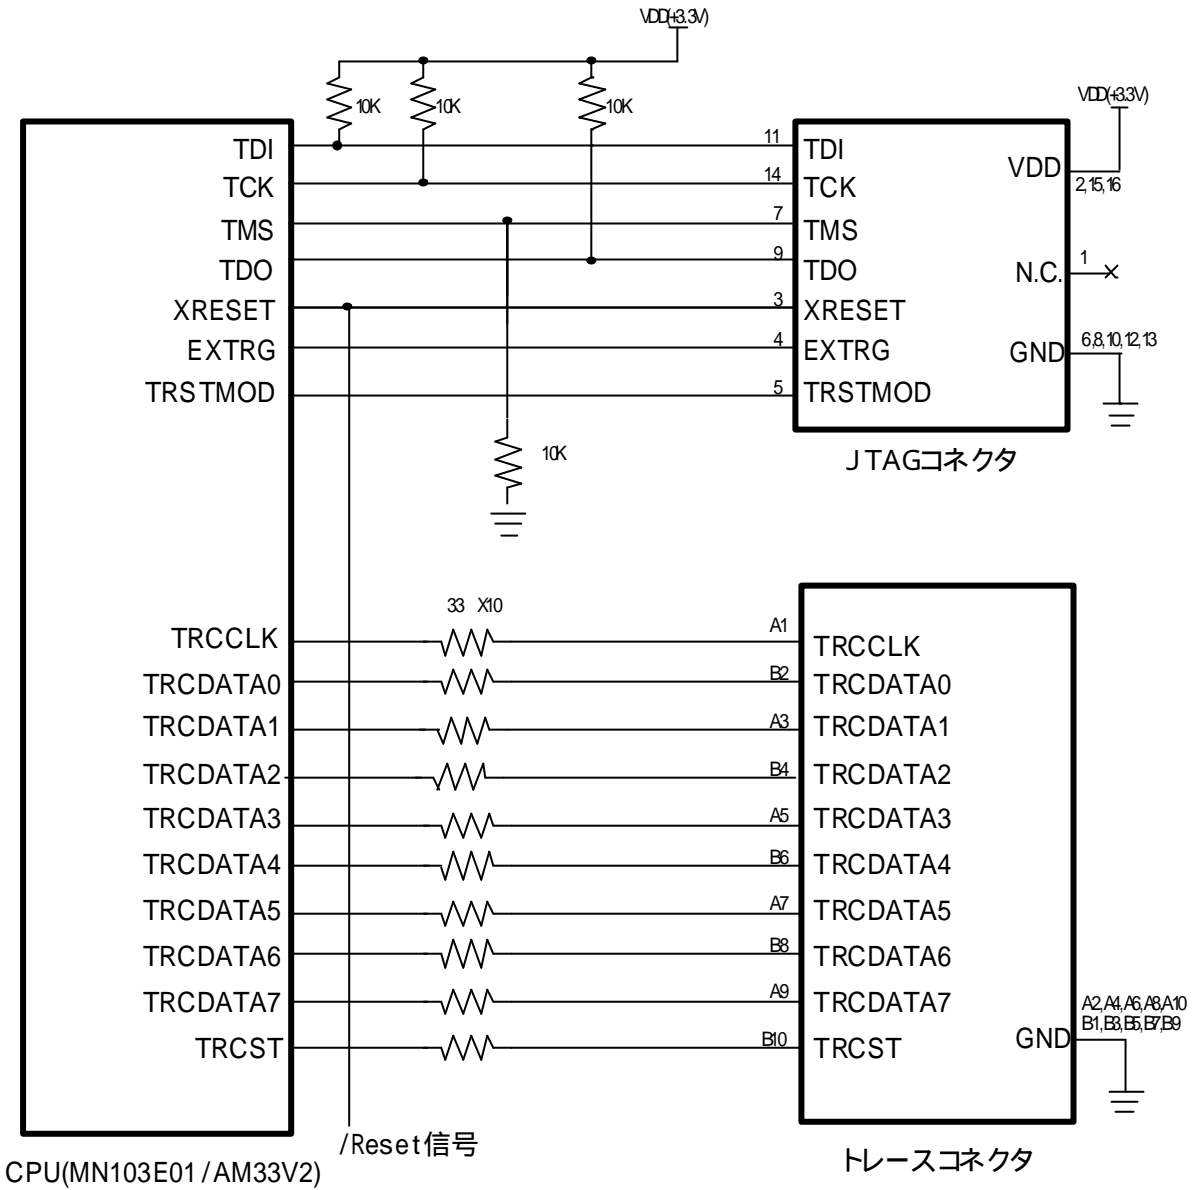 VDD(+3.3V)
10K
10K
10K
VDD(+3.3V)
TDI
11
TDI
TCK
14
TCK
VDD
2,15,16
TMS
7
TMS
TDO
9
TDO
N.C.
1
XRESET
3
XRESET
EXTRG
4
EXTRG
GND
6,8,10,12,13
TRSTMOD
5
TRSTMOD
10K
JTAGコネクタ
33 X10
TRCCLK
A1
TRCCLK
TRCDATA0
B2
TRCDATA0
TRCDATA1
A3
TRCDATA1
TRCDATA2
B4
TRCDATA2
TRCDATA3
A5
TRCDATA3
TRCDATA4
B6
TRCDATA4
TRCDATA5
A7
TRCDATA5
TRCDATA6
B8
TRCDATA6
TRCDATA7
A9
TRCDATA7
A2,A4,A6,A8,A10
B1,B3,B5,B7,B9
TRCST
B10
TRCST
GND
/Reset信号
CPU(MN103E01/AM33V2)
トレースコネクタ